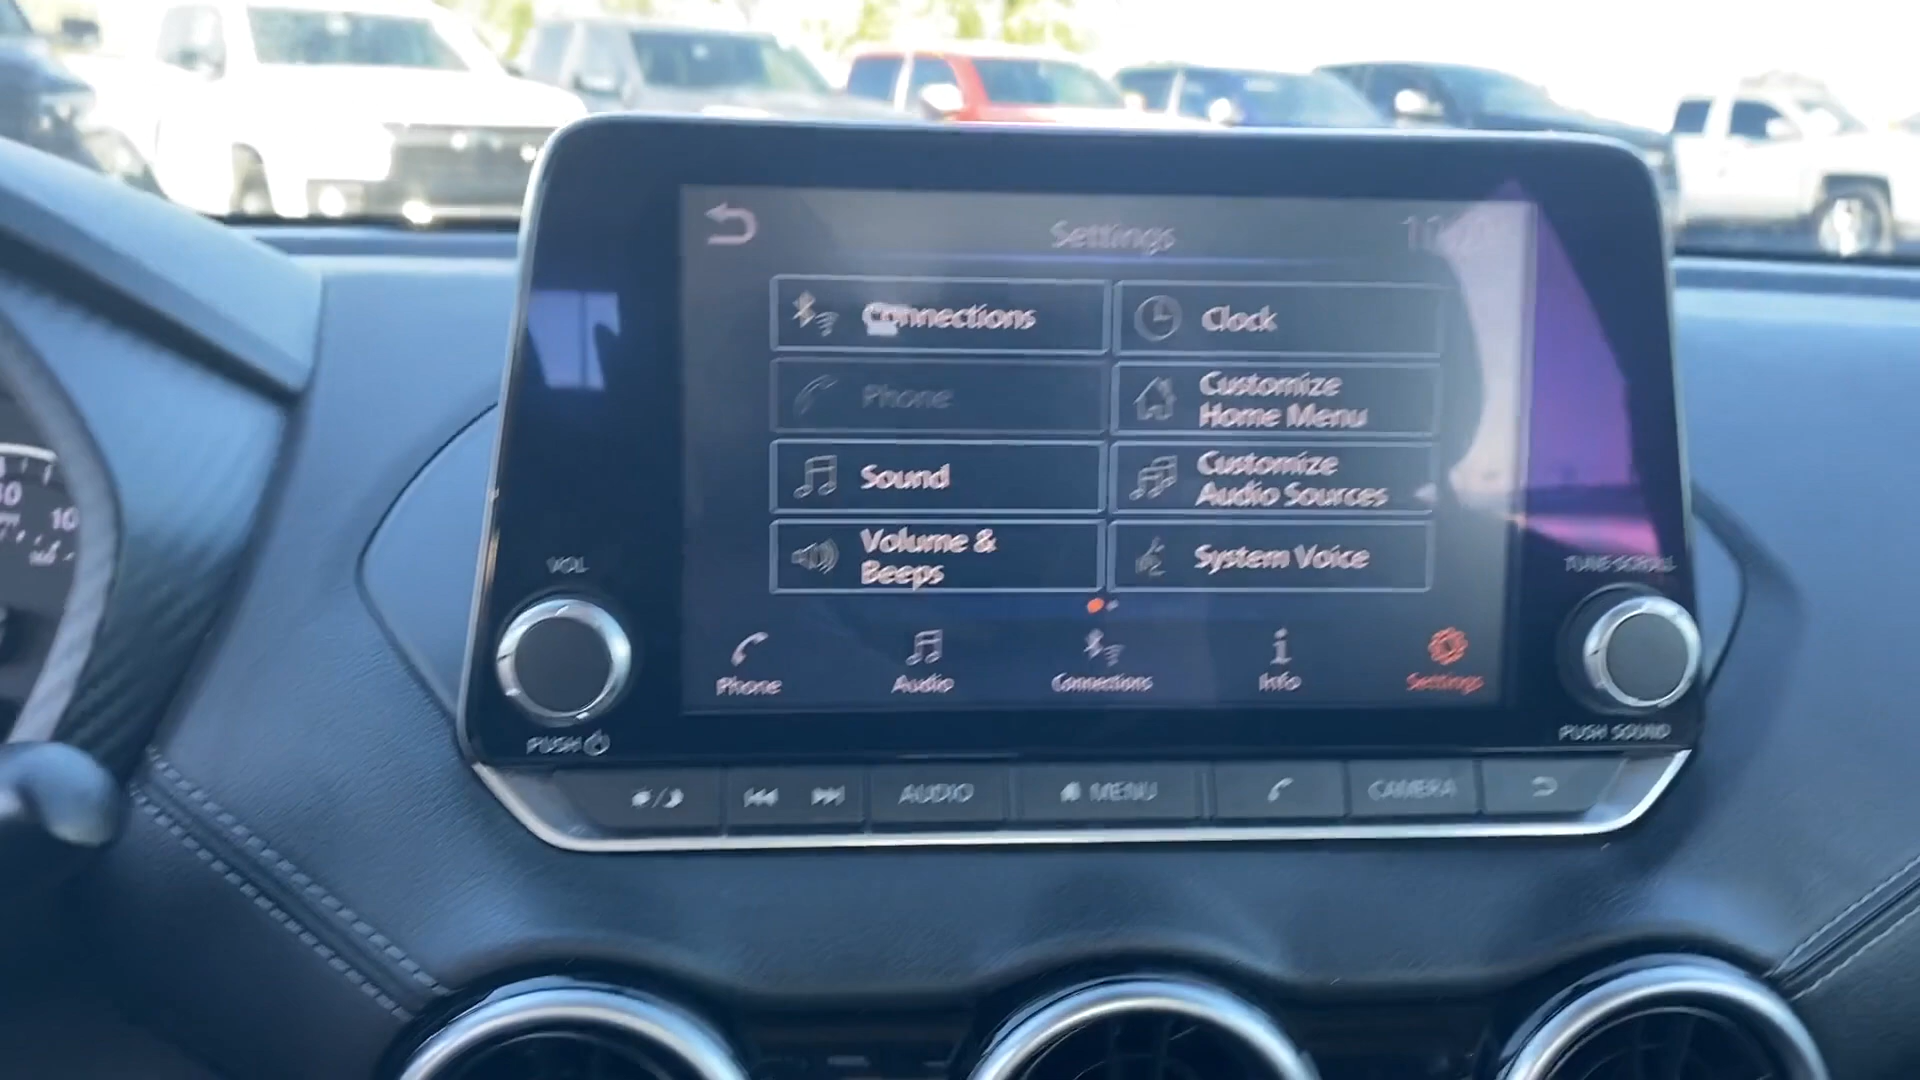 Settings
Connections
Clock
Phone
Customize
Home Menu
Sound
Customize
Audio Sources
Volume &
Beeps
System Voice
Phone
Audio
Connections
Info
Settings
VOL
PUSH
TUNE·SCROLL
PUSH SOUND
AUDIO
MENU
CAMERA
10